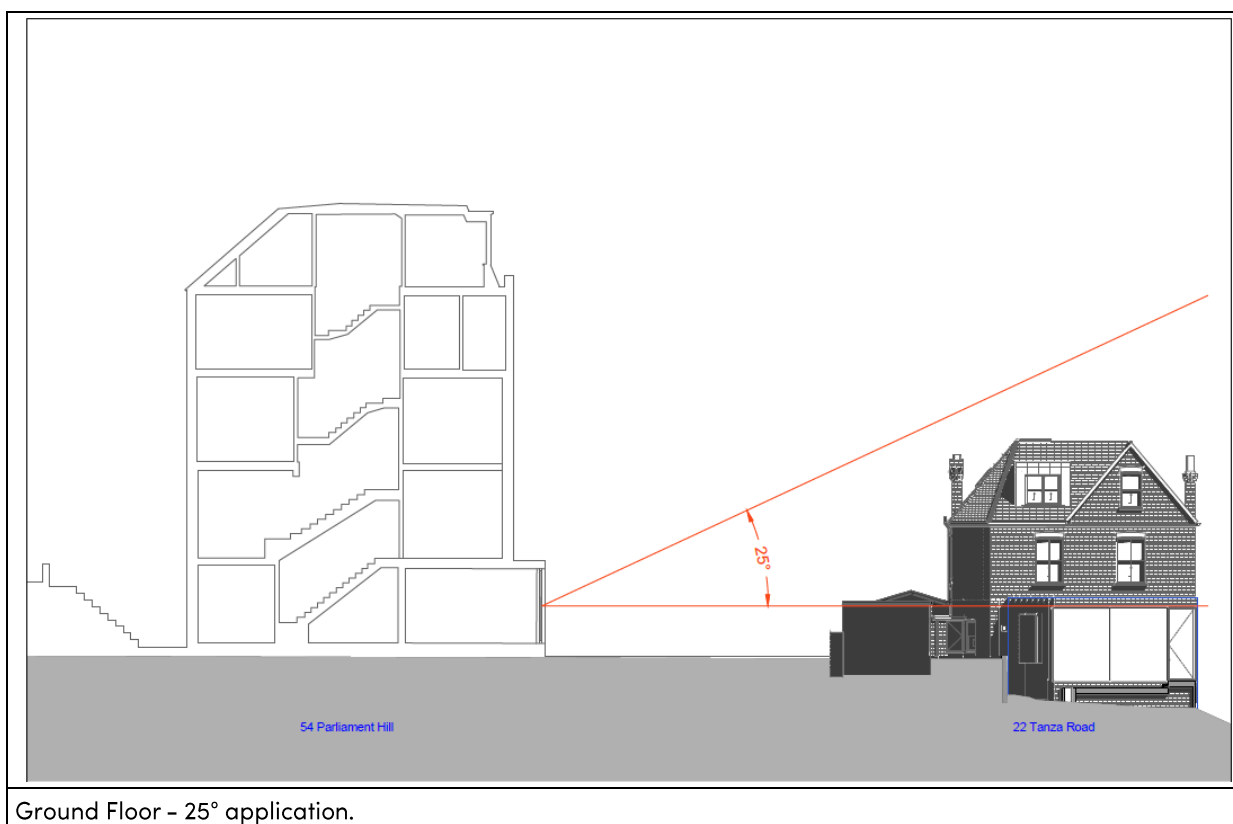 25°
54 Parliament Hill
22 Tanza Road
Ground Floor - 25° application.